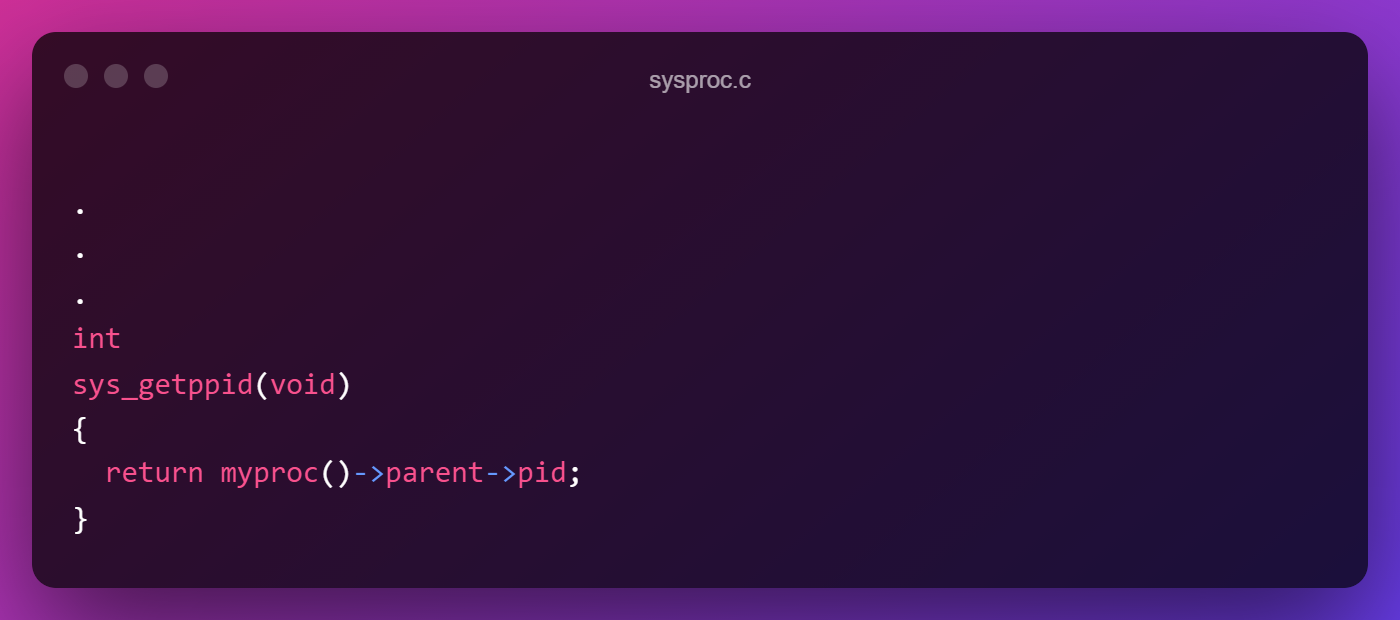 sysproc.c
.
.
.
int
sys_getppid(void)
{
  return myproc()->parent->pid;
}